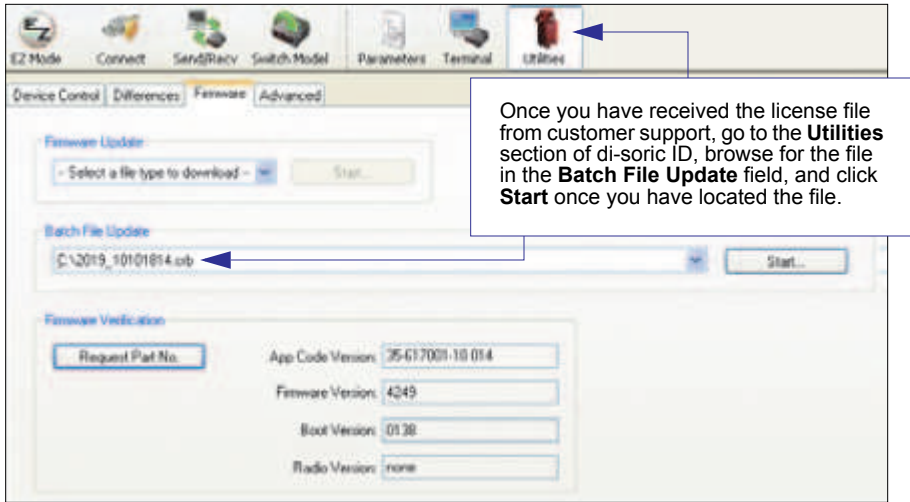 EZ Mode Connect Send/Recv Switch Model Parameters Terminal Utilities
Device Control Differences Firmware Advanced
Once you have received the license file
from customer support, go to the Utilities
section of di-soric ID, browse for the file
in the Batch File Update field, and click
Start once you have located the file.
Firmware Update
- Select a file type to download - Start...
Batch File Update
C:\2019_10101814.crb Start...
Firmware Verification
Request Part No. App Code Version: 35-617001-10 014
Firmware Version: 4249
Boot Version: 0138
Radio Version: none